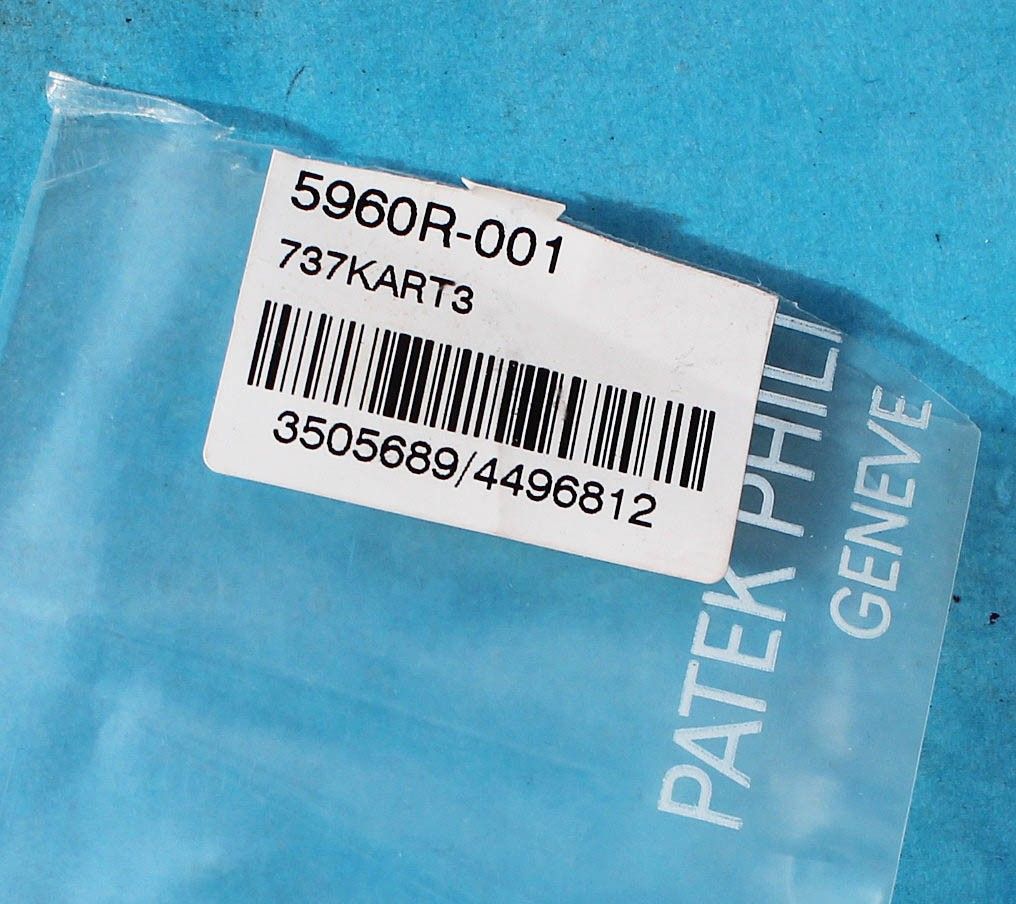 5960R-001
737KART3
3505689/4496812
PATEK PHILI
GENEVE